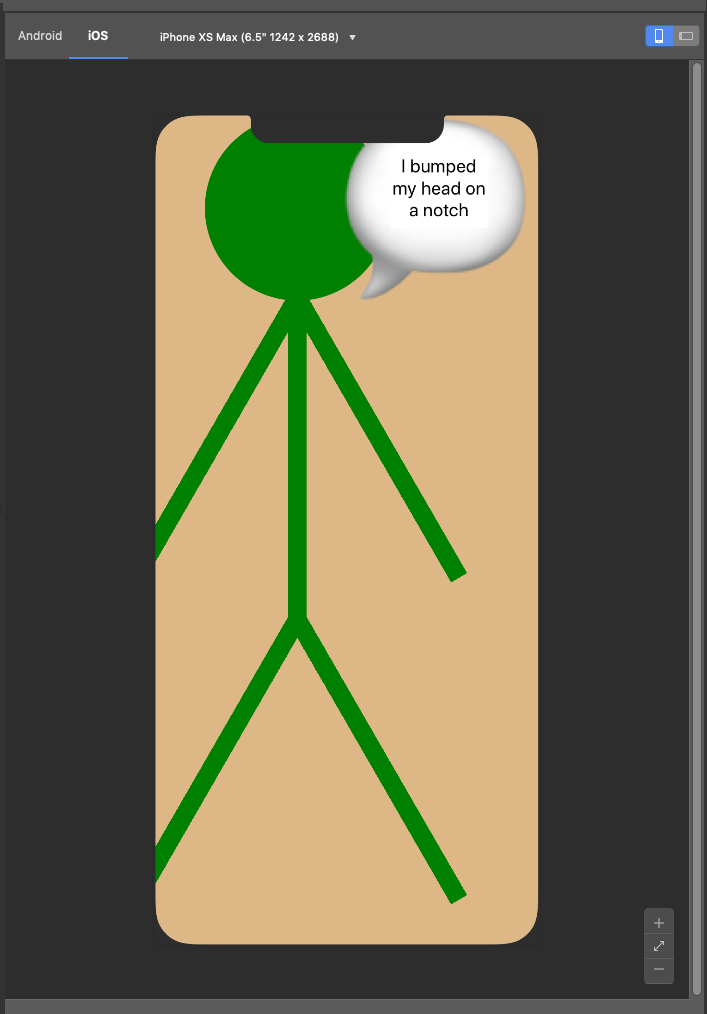 Android iOS iPhone XS Max (6.5" 1242 x 2688)
I bumped
my head on
a notch